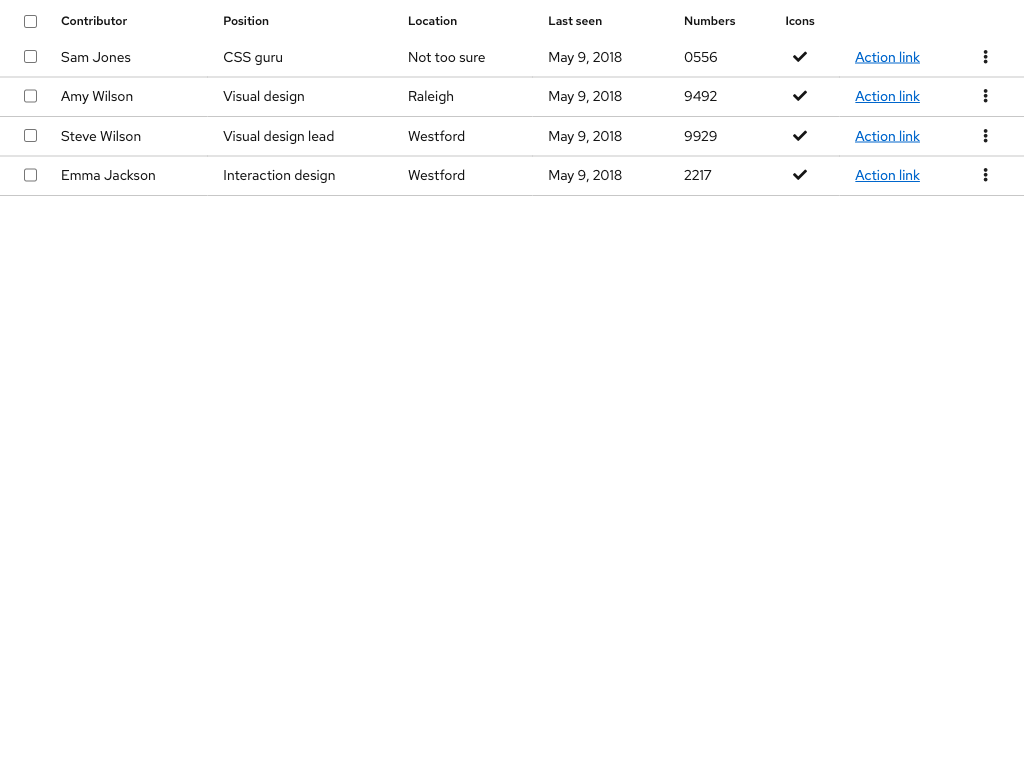 Contributor Position Location Last seen Numbers Icons
Sam Jones CSS guru Not too sure May 9, 2018 0556 Action link
Amy Wilson Visual design Raleigh May 9, 2018 9492 Action link
Steve Wilson Visual design lead Westford May 9, 2018 9929 Action link
Emma Jackson Interaction design Westford May 9, 2018 2217 Action link